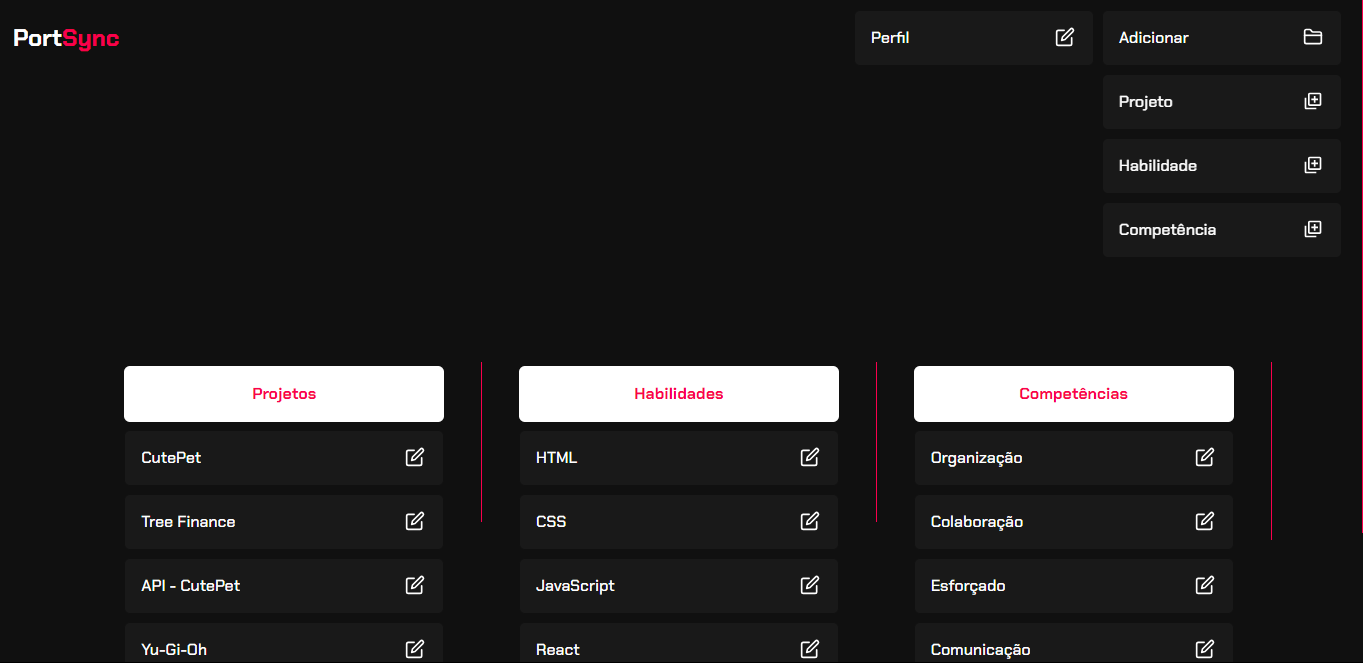 PortSync
Perfil
Adicionar
Projeto
Habilidade
Competência
Projetos
CutePet
Tree Finance
API - CutePet
Yu-Gi-Oh
Habilidades
HTML
CSS
JavaScript
React
Competências
Organização
Colaboração
Esforçado
Comunicação